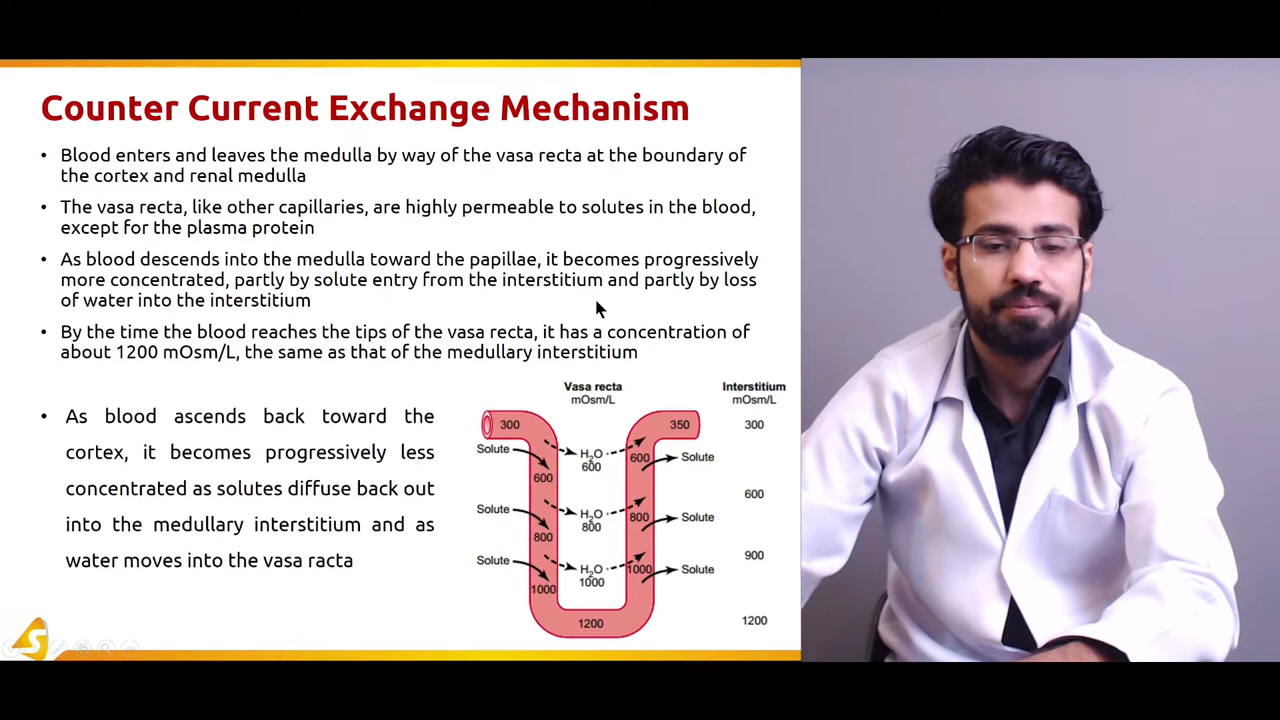 Counter Current Exchange Mechanism
• Blood enters and leaves the medulla by way of the vasa recta at the boundary of
the cortex and renal medulla
• The vasa recta, like other capillaries, are highly permeable to solutes in the blood,
except for the plasma protein
• As blood descends into the medulla toward the papillae, it becomes progressively
more concentrated, partly by solute entry from the interstitium and partly by loss
of water into the interstitium
• By the time the blood reaches the tips of the vasa recta, it has a concentration of
about 1200 mOsm/L, the same as that of the medullary interstitium
• As blood ascends back toward the
cortex, it becomes progressively less
concentrated as solutes diffuse back out
into the medullary interstitium and as
water moves into the vasa racta
Vasa recta
mOsm/L
Interstitium
mOsm/L
300 350 300
Solute H2O 600 Solute
600 600
600
Solute H2O 800 Solute
800 800
900
Solute H2O 1000 Solute
1000 1000
1200 1200
S